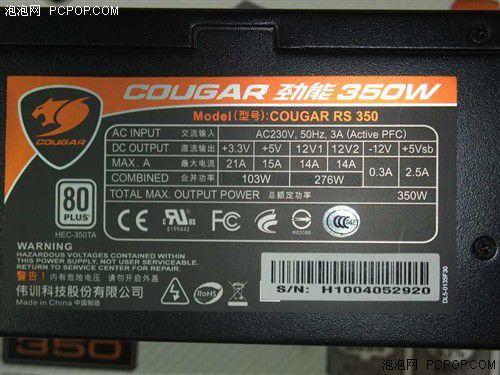 泡泡网 PCPOP.COM
COUGAR 劲能 350W
Model(型号):COUGAR RS 350
COUGAR
AC INPUT 交流输入 AC230V, 50Hz, 3A (Active PFC)
DC OUTPUT 直流输出 +3.3V +5V 12V1 12V2 -12V +5Vsb
MAX. A 最大电流 21A 15A 14A 14A 0.3A 2.5A
COMBINED 合并功率 103W 276W
TOTAL MAX. OUTPUT POWER 总额定功率 350W
80
PLUS
HEC-350TA
WARNING
HAZARDOUS VOLTAGES CONTAINED WITHIN
THIS POWER SUPPLY, NOT USER SERVICEABLE.
RETURN TO SERVICE CENTER FOR REPAIR.
警告! 内有危险电压, 请勿打开外盖
伟训科技股份有限公司
Made In China
RoHS
S/N: H1004052920
350
泡泡网 PCPOP.COM